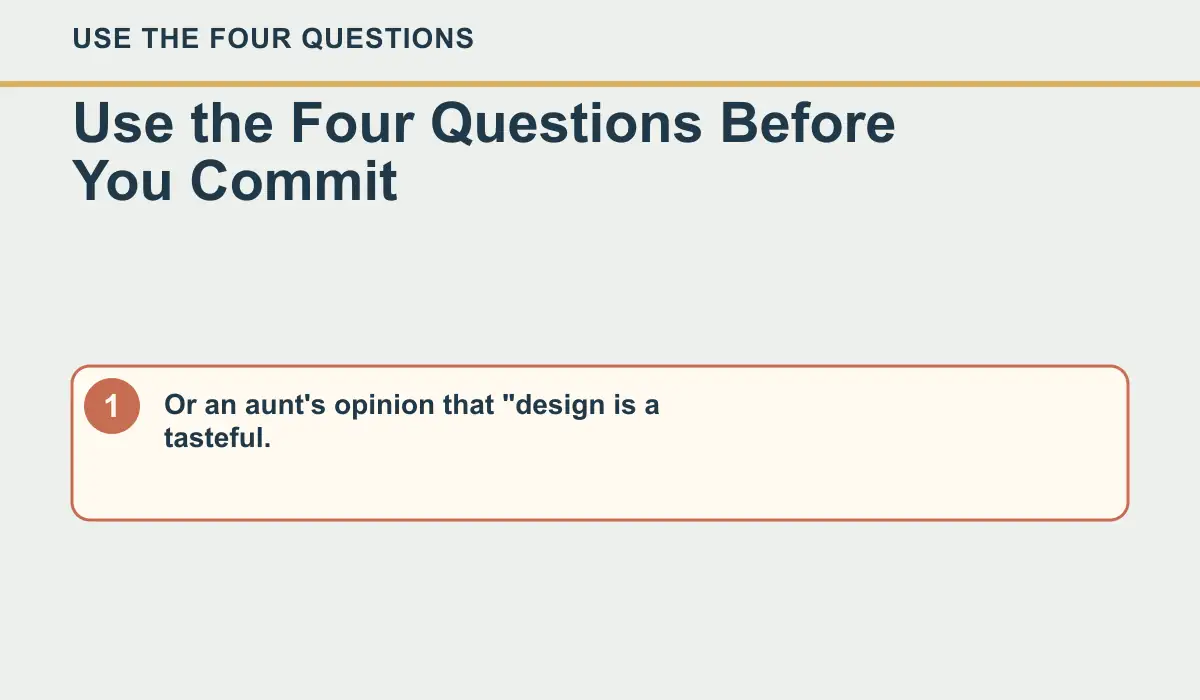 USE THE FOUR QUESTIONS
Use the Four Questions Before
You Commit
1
Or an aunt's opinion that "design is a
tasteful.